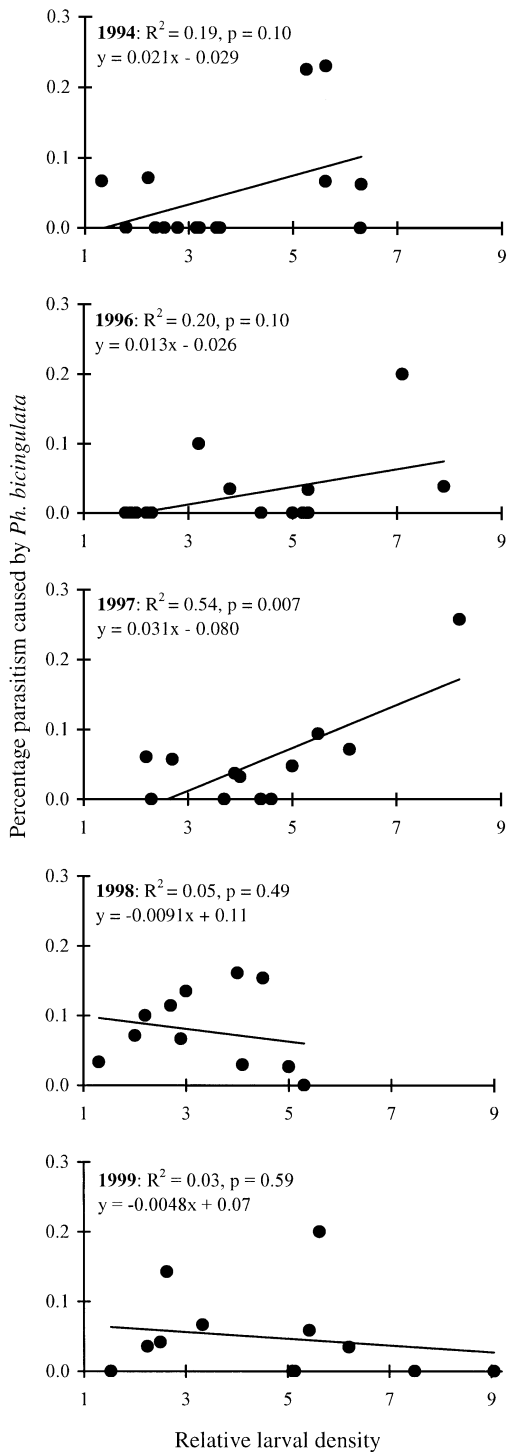 Percentage parasitism caused by Ph. bicingulata
0.3
1994: R² = 0.19, p = 0.10
y = 0.021x - 0.029
0.2
0.1
0.0
1 3 5 7 9
0.3
1996: R² = 0.20, p = 0.10
y = 0.013x - 0.026
0.2
0.1
0.0
1 3 5 7 9
0.3
1997: R² = 0.54, p = 0.007
y = 0.031x - 0.080
0.2
0.1
0.0
1 3 5 7 9
0.3
1998: R² = 0.05, p = 0.49
y = -0.0091x + 0.11
0.2
0.1
0.0
1 3 5 7 9
0.3
1999: R² = 0.03, p = 0.59
y = -0.0048x + 0.07
0.2
0.1
0.0
1 3 5 7 9
Relative larval density